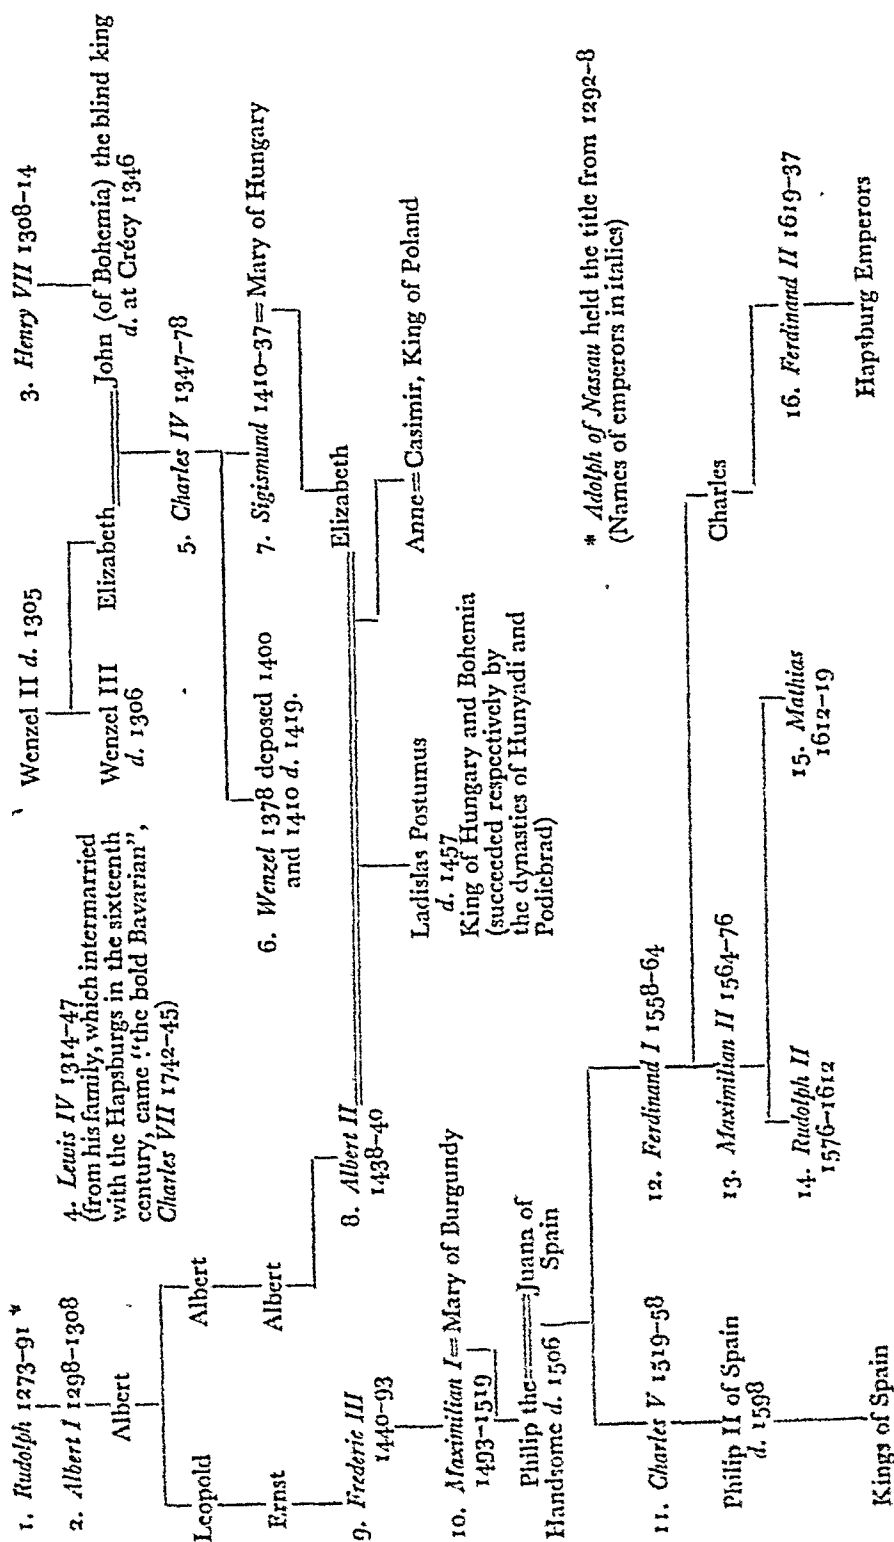 1. Rudolph 1273-91 *
2. Albert I 1298-1308
Albert
Leopold
Albert
Ernst
Albert
4. Lewis IV 1314-47
(from his family, which intermarried
with the Hapsburgs in the sixteenth
century, came "the bold Bavarian",
Charles VII 1742-45)
Wenzel II d. 1305
Wenzel III
d. 1306
Elizabeth
3. Henry VII 1308-14
John (of Bohemia) the blind king
d. at Crécy 1346
5. Charles IV 1347-78
6. Wenzel 1378 deposed 1400
and 1410 d. 1419.
7. Sigismund 1410-37=Mary of Hungary
9. Frederic III
1440-93
8. Albert II
1438-40
Elizabeth
Ladislas Postumus
d. 1457
King of Hungary and Bohemia
(succeeded respectively by
the dynasties of Hunyadi and
Podiebrad)
Anne=Casimir, King of Poland
10. Maximilian I=Mary of Burgundy
1493-1519
Philip the=Juana of
Handsome d. 1506 Spain
* Adolph of Nassau held the title from 1292-8
(Names of emperors in italics)
11. Charles V 1519-58
12. Ferdinand I 1558-64
Philip II of Spain
d. 1598
13. Maximilian II 1564-76
Charles
14. Rudolph II
1576-1612
15. Mathias
1612-19
16. Ferdinand II 1619-37
Kings of Spain
Hapsburg Emperors